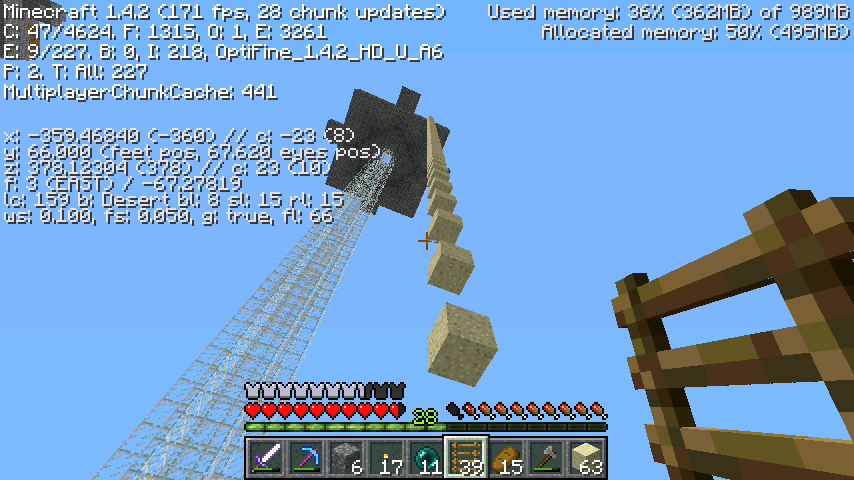 Minecraft 1.4.2 (171 fps, 28 chunk updates)
C: 47/4624. F: 1315, O: 1, E: 3261
E: 9/227. B: 0, I: 218, OptiFine_1.4.2_HD_U_A6
P: 2. T: All: 227
MultiplayerChunkCache: 441
Used memory: 36% (362MB) of 989MB
Allocated memory: 50% (495MB)
x: -359.46840 (-360) // c: -23 (8)
y: 66.000 (feet pos, 67.620 eyes pos)
z: 378.12304 (378) // c: 23 (10)
f: 3 (EAST) / -67.27819
lc: 159 b: Desert bl: 8 sl: 15 rl: 15
ws: 0.100, fs: 0.050, g: true, fl: 66
28
6 17 11 39 15 63